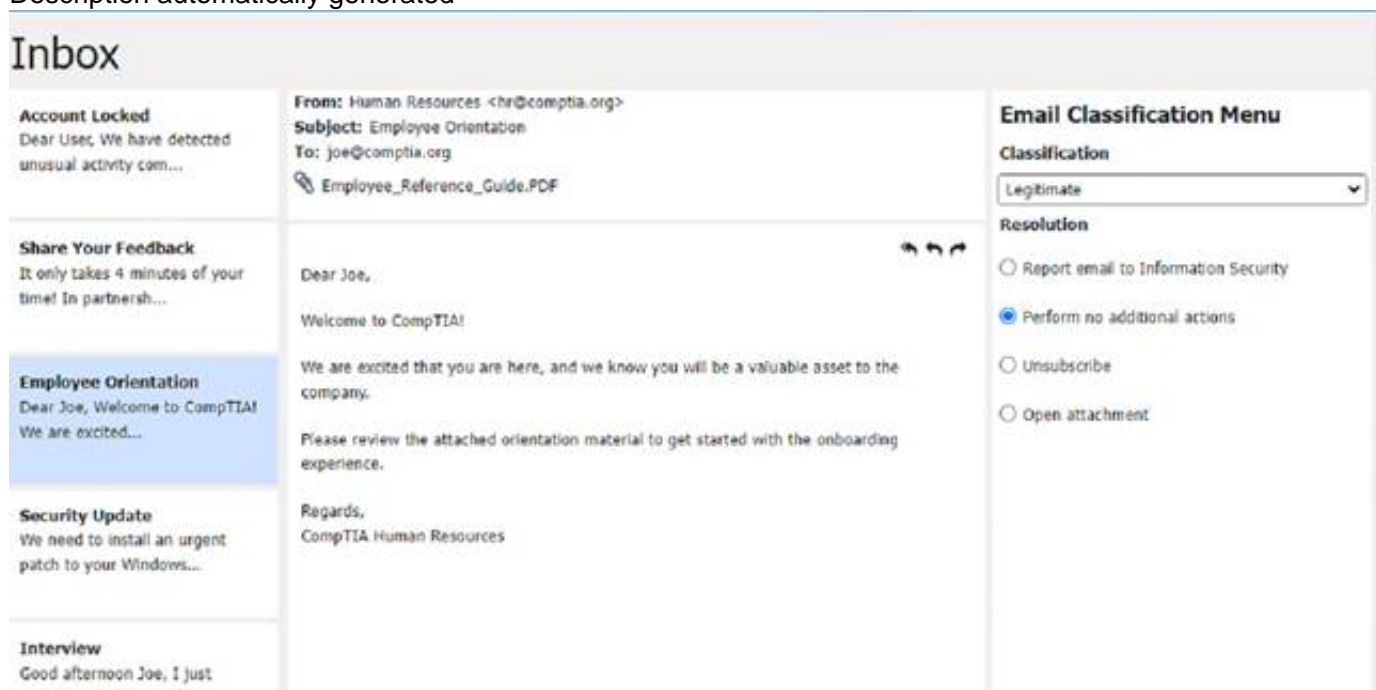 Description automatically generated
Inbox
Account Locked
Dear User, We have detected
unusual activity com...
Share Your Feedback
It only takes 4 minutes of your
time! In partnersh...
Employee Orientation
Dear Joe, Welcome to CompTIA!
We are excited...
Security Update
We need to install an urgent
patch to your Windows...
Interview
Good afternoon Joe, I just
From: Human Resources <hr@comptia.org>
Subject: Employee Orientation
To: joe@comptia.org
Employee_Reference_Guide.PDF
Dear Joe,
Welcome to CompTIA!
We are excited that you are here, and we know you will be a valuable asset to the
company.
Please review the attached orientation material to get started with the onboarding
experience.
Regards,
CompTIA Human Resources
Email Classification Menu
Classification
Legitimate
Resolution
Report email to Information Security
Perform no additional actions
Unsubscribe
Open attachment